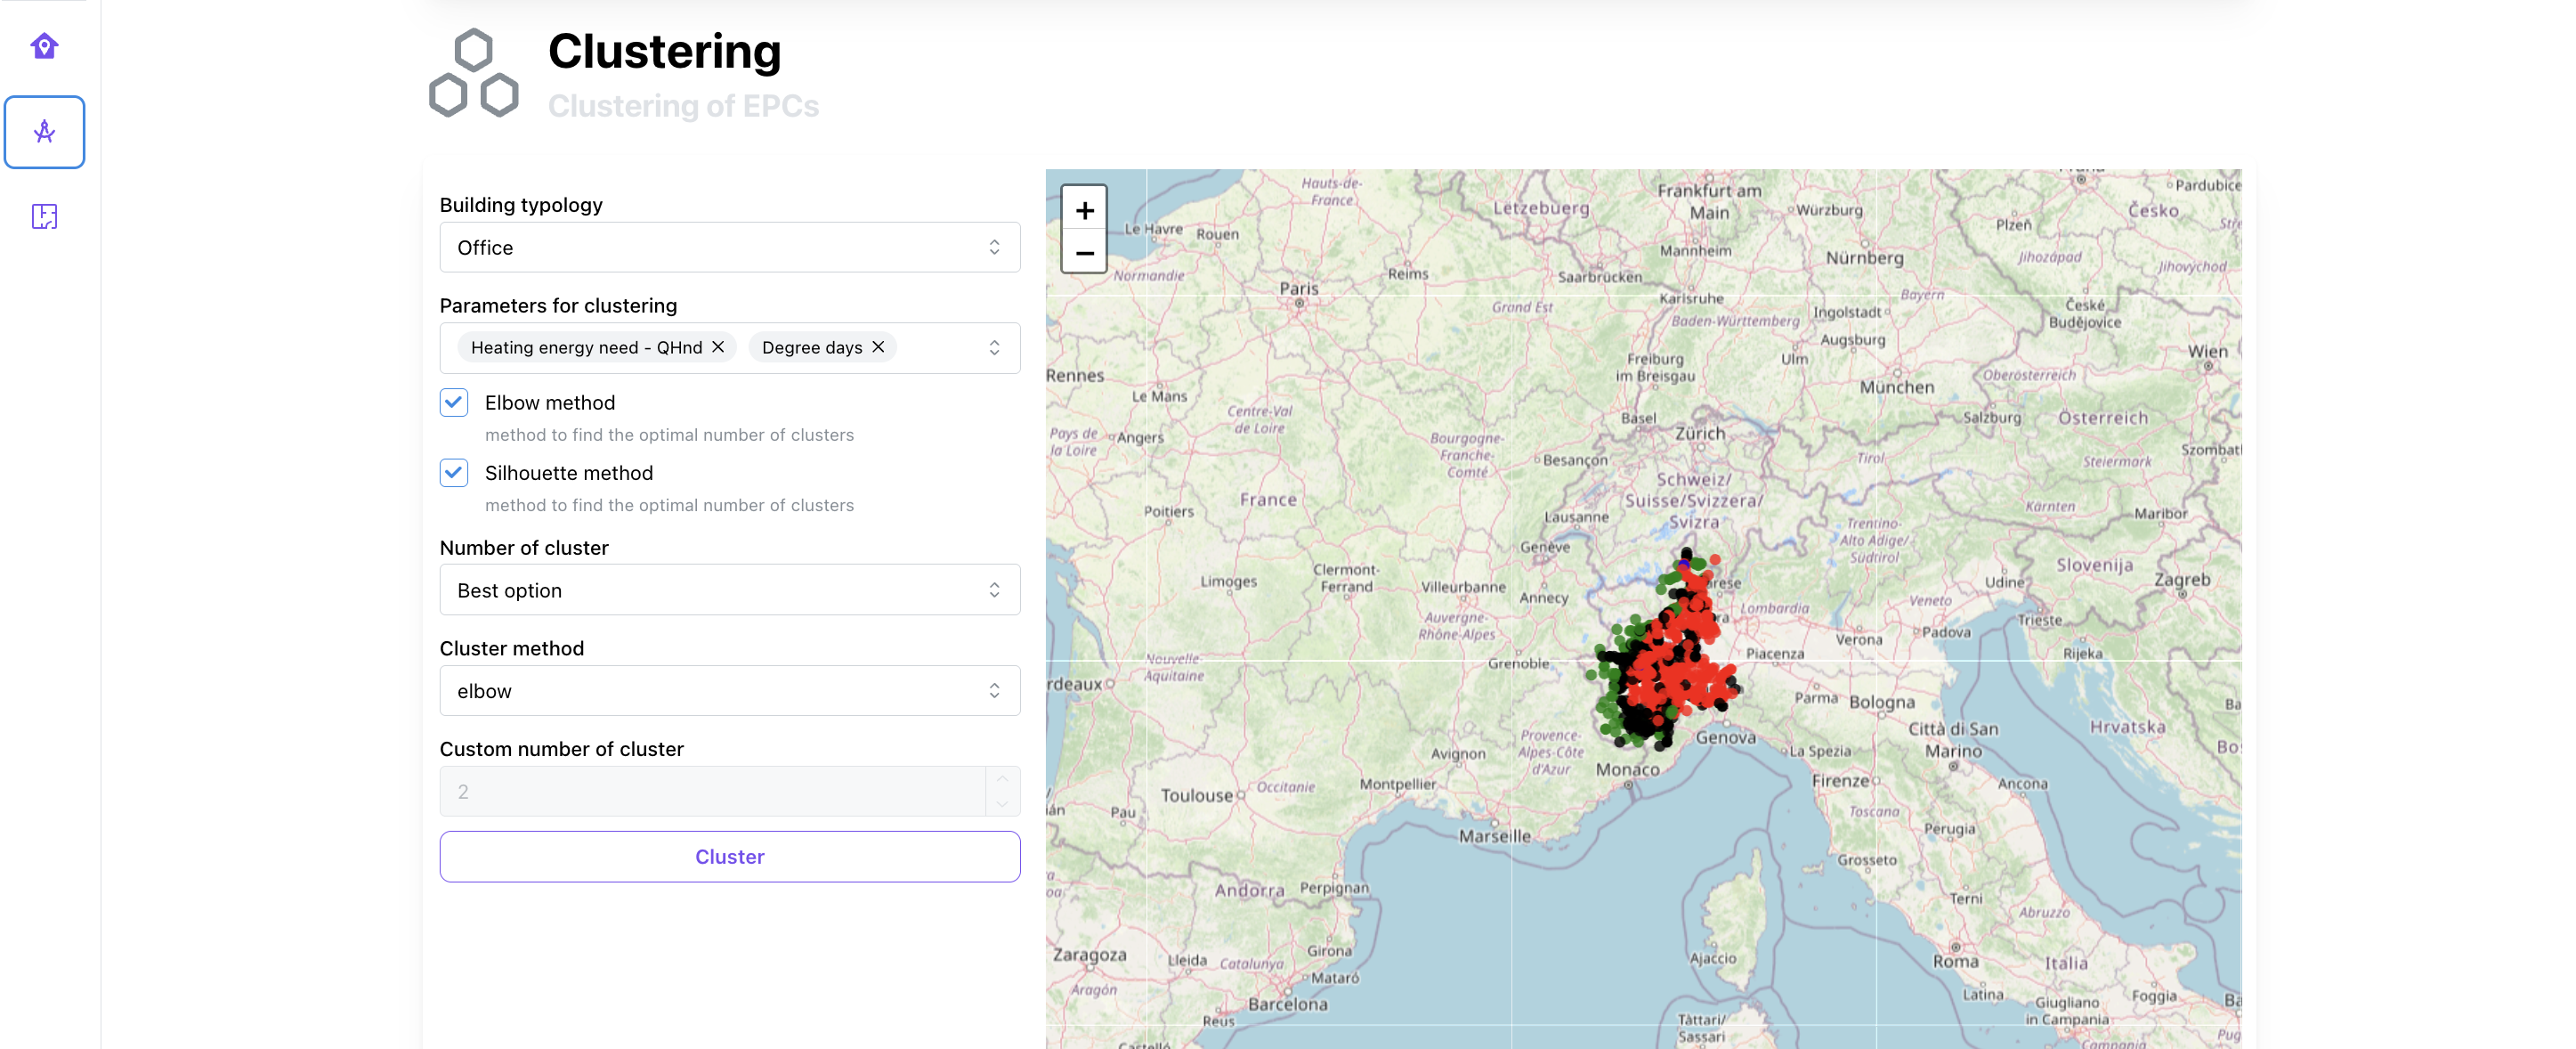 Clustering
Clustering of EPCs
Building typology
Office
Parameters for clustering
Heating energy need - QHnd
Degree days
Elbow method
method to find the optimal number of clusters
Silhouette method
method to find the optimal number of clusters
Number of cluster
Best option
Cluster method
elbow
Custom number of cluster
2
Cluster
+
−
Hauts-de-
France
Le Havre
Rouen
Normandie
Reims
Paris
Grand Est
Rennes
Le Mans
Centre-Val
de Loire
Pays de
la Loire
Angers
Bourgogne-
Franche-
Comté
Besançon
France
Poitiers
Lausanne
Genève
Limoges
Clermont-
Ferrand
Villeurbanne
Annecy
Auvergne-
Rhône-Alpes
Nouvelle-
Aquitaine
Grenoble
rdeaux
Provence-
Alpes-Côte
d'Azur
Avignon
Monaco
Toulouse
Occitanie
Montpellier
Pau
Marseille
Andorra
Perpignan
Girona
Zaragoza
Lleida
Catalunya
Mataró
Aragón
Barcelona
Reus
Lëtzebuerg
Frankfurt am
Main
Würzburg
Mannheim
Saarbrücken
Nürnberg
Karlsruhe
Baden-Württemberg
Ingolstadt
Bayern
Augsburg
Ulm
Freiburg
im Breisgau
München
Basel
Zürich
Salzburg
Oberösterreich
Österreich
Schweiz/
Suisse/Svizzera/
Svizra
Tirol
Steiermark
Szombat
Kärnten
Maribor
Trentino-
Alto Adige/
Südtirol
Slovenija
Zagreb
Udine
Pardubice
Česko
Plzeň
Jihozápad
Jihovýchod
České
Budějovice
Wien
arese
Lombardia
Veneto
Padova
Verona
Trieste
Rijeka
Piacenza
Parma
Bologna
Genova
La Spezia
Città di San
Marino
Hrvatska
Firenze
Ancona
Toscana
Perugia
Grosseto
Terni
Abruzzo
Ajaccio
Roma
Italia
Latina
Foggia
Giugliano
in Campania
Campania
Tàttari/
Sassari